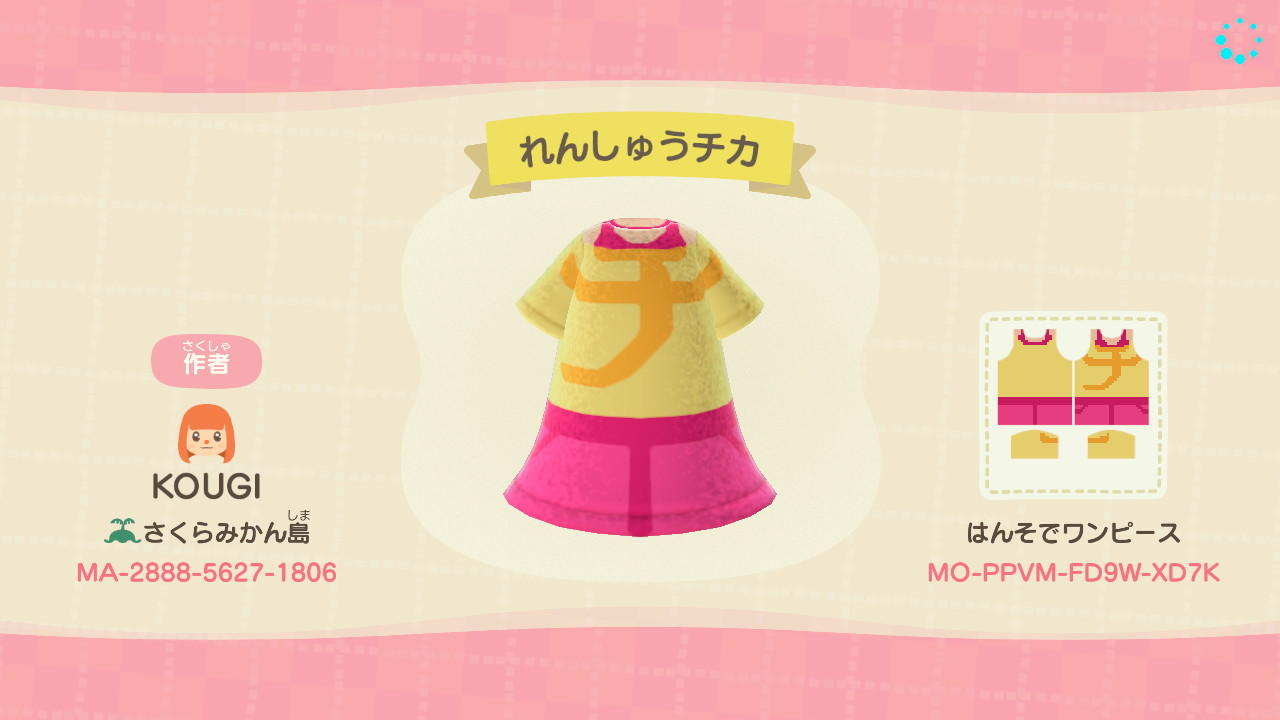 れんしゅうチカ
チ
さくしゃ
作者
KOUGI
しま
さくらみかん島
MA-2888-5627-1806
チ
はんそでワンピース
MO-PPVM-FD9W-XD7K